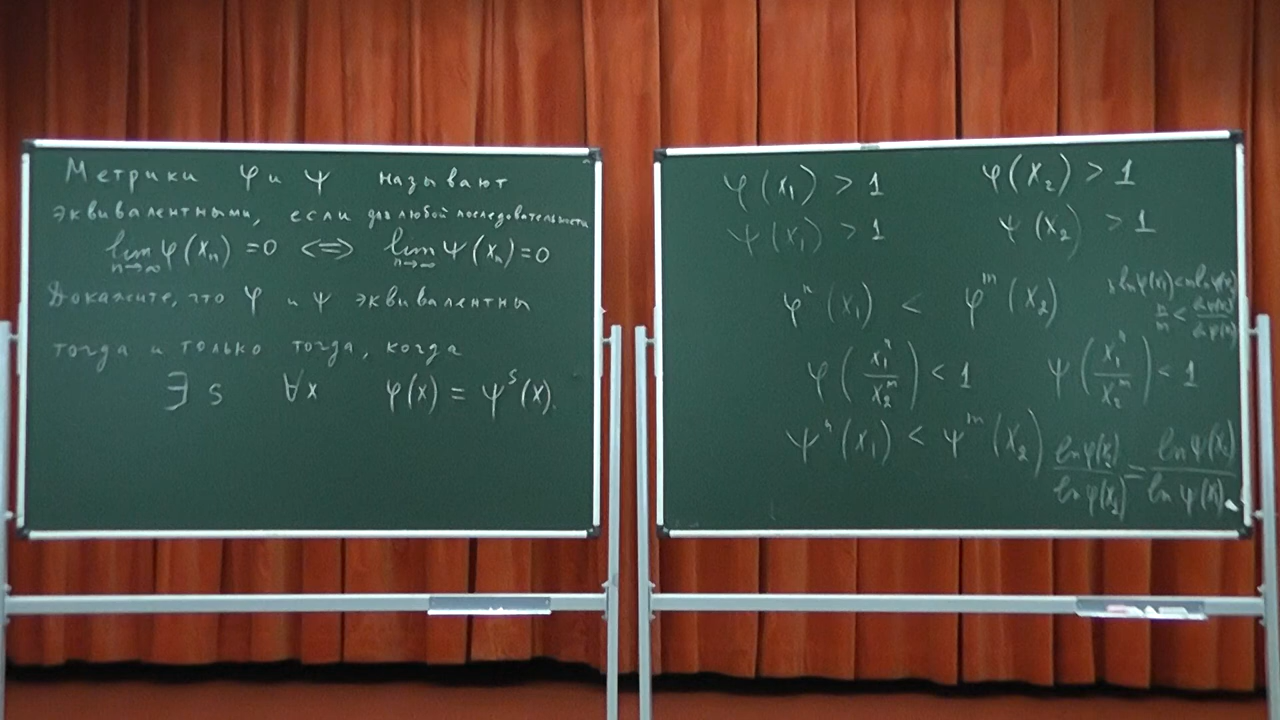 Метрики φ и ψ называют
эквивалентными, если для любой последовательности
lim n→∞ φ(xₙ) = 0 ⟺ lim n→∞ ψ(xₙ) = 0
Докажите, что φ и ψ эквивалентны
тогда и только тогда, когда
∃ s ∀x φ(x) = ψˢ(x).
φ(x₁) > 1 φ(x₂) > 1
ψ(x₁) > 1 ψ(x₂) > 1
φⁿ(x₁) < φᵐ(x₂)
n/m <
φ(x₁ⁿ/x₂ᵐ) < 1 ψ(x₁ⁿ/x₂ᵐ) < 1
ψⁿ(x₁) < ψᵐ(x₂)
ln φ(x₂)/ln φ(x₁) = ln ψ(x₂)/ln ψ(x₁)